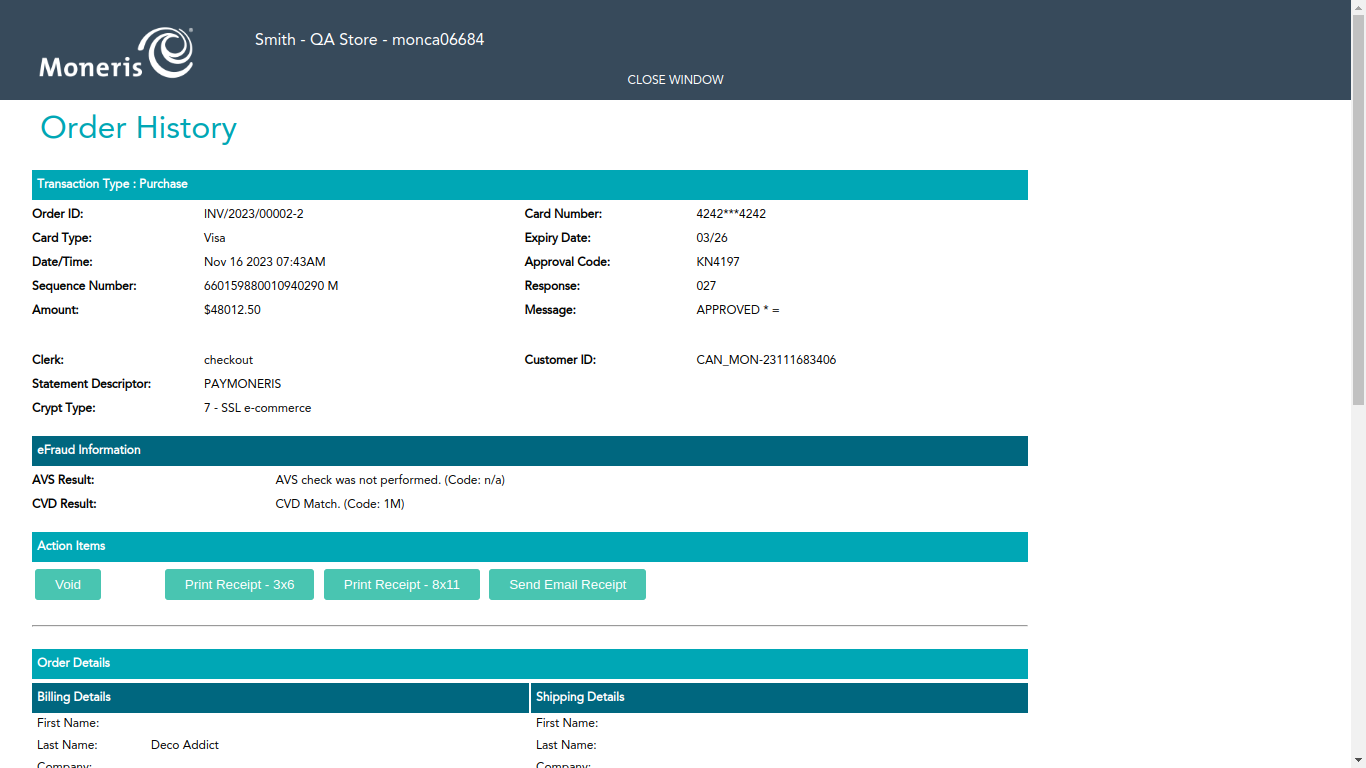 Moneris
Smith - QA Store - monca06684
CLOSE WINDOW
Order History
Transaction Type : Purchase
Order ID: INV/2023/00002-2 Card Number: 4242***4242
Card Type: Visa Expiry Date: 03/26
Date/Time: Nov 16 2023 07:43AM Approval Code: KN4197
Sequence Number: 660159880010940290 M Response: 027
Amount: $48012.50 Message: APPROVED * =
Clerk: checkout Customer ID: CAN_MON-23111683406
Statement Descriptor: PAYMONERIS
Crypt Type: 7 - SSL e-commerce
eFraud Information
AVS Result: AVS check was not performed. (Code: n/a)
CVD Result: CVD Match. (Code: 1M)
Action Items
Void Print Receipt - 3x6 Print Receipt - 8x11 Send Email Receipt
Order Details
Billing Details Shipping Details
First Name: First Name:
Last Name: Deco Addict Last Name:
Company: Company: